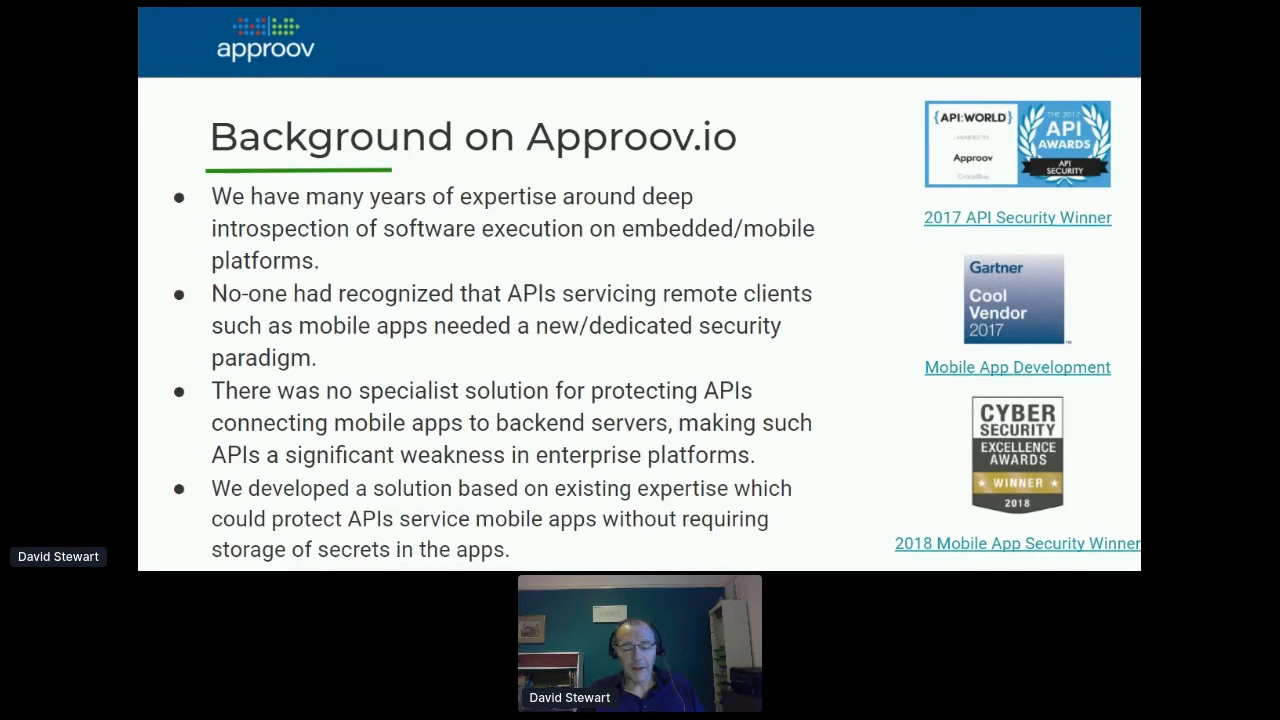 approov
Background on Approov.io
● We have many years of expertise around deep
introspection of software execution on embedded/mobile
platforms.
● No-one had recognized that APIs servicing remote clients
such as mobile apps needed a new/dedicated security
paradigm.
● There was no specialist solution for protecting APIs
connecting mobile apps to backend servers, making such
APIs a significant weakness in enterprise platforms.
● We developed a solution based on existing expertise which
could protect APIs service mobile apps without requiring
storage of secrets in the apps.
{API:WORLD}
AWARDED TO
Approov
CriticalBlue
THE 2017
API
AWARDS
API
SECURITY
2017 API Security Winner
Gartner
Cool
Vendor
2017
TM
Mobile App Development
CYBER
SECURITY
EXCELLENCE
AWARDS
★ WINNER ★
2018
2018 Mobile App Security Winner
David Stewart
David Stewart